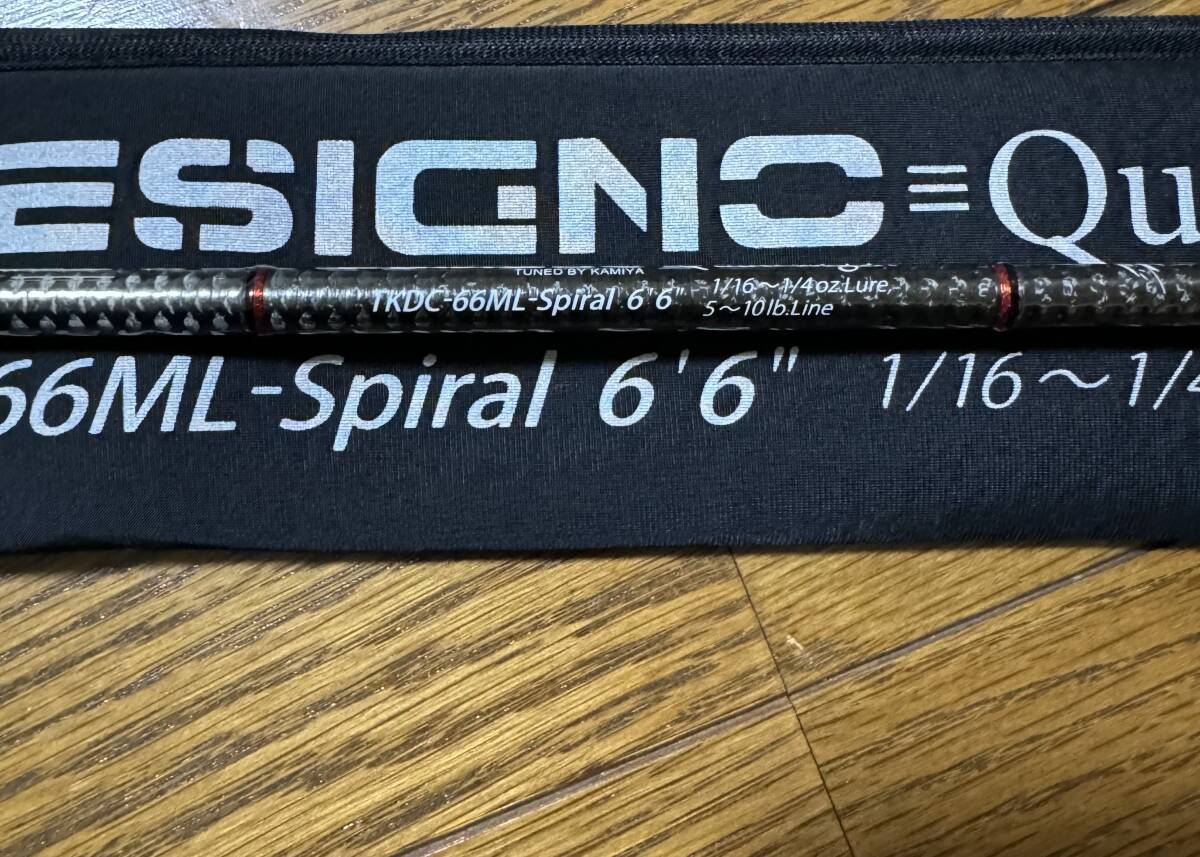 ESIGNO≡Qu
TUNED BY KAMIYA
TKDC-66ML-Spiral 6'6" 1/16～1/4oz.Lure
5～10lb.Line
66ML-Spiral 6'6" 1/16～1/4